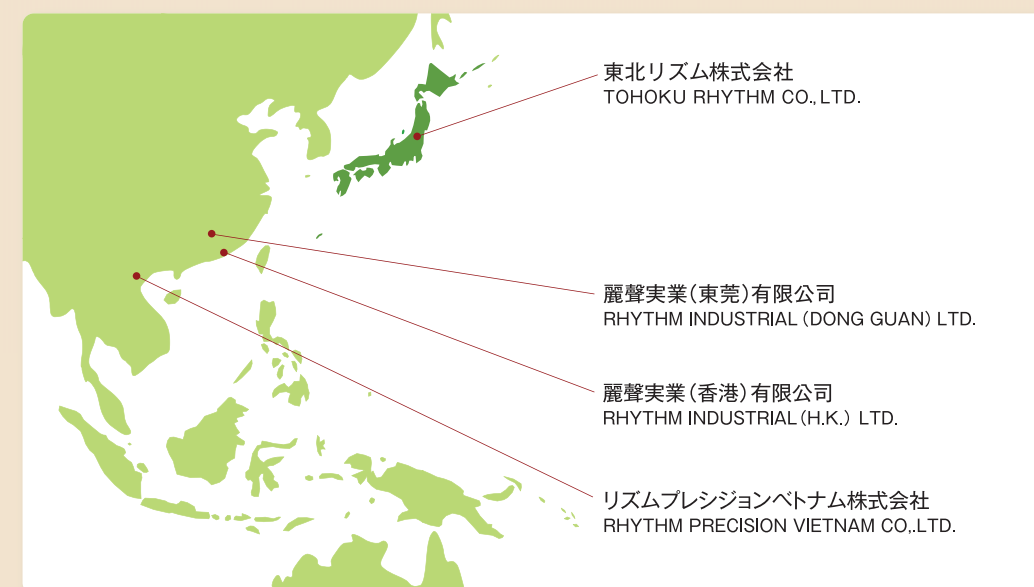 東北リズム株式会社
TOHOKU RHYTHM CO., LTD.
麗聲実業(東莞)有限公司
RHYTHM INDUSTRIAL (DONG GUAN) LTD.
麗聲実業(香港)有限公司
RHYTHM INDUSTRIAL (H.K.) LTD.
リズムプレシジョンベトナム株式会社
RHYTHM PRECISION VIETNAM CO,.LTD.